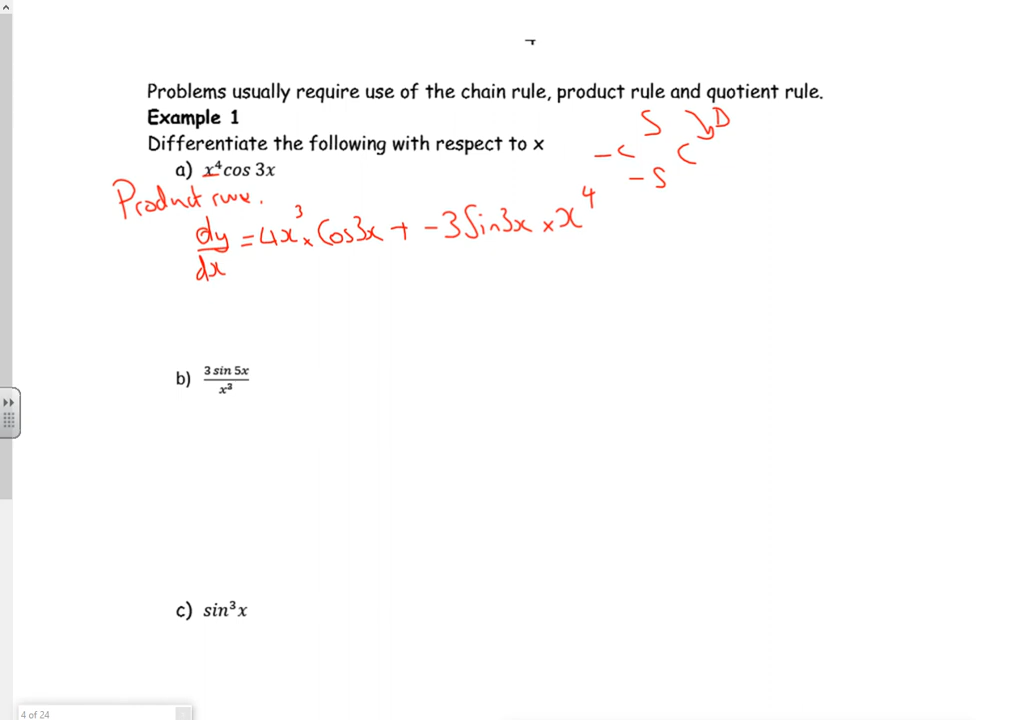 Problems usually require use of the chain rule, product rule and quotient rule.
Example 1
Differentiate the following with respect to x
a) x⁴cos 3x
S D
-C C
-S
Product rule.
dy/dx = 4x³ × Cos3x + -3Sin3x × x⁴
b) 3 sin 5x / x³
c) sin³x
4 of 24